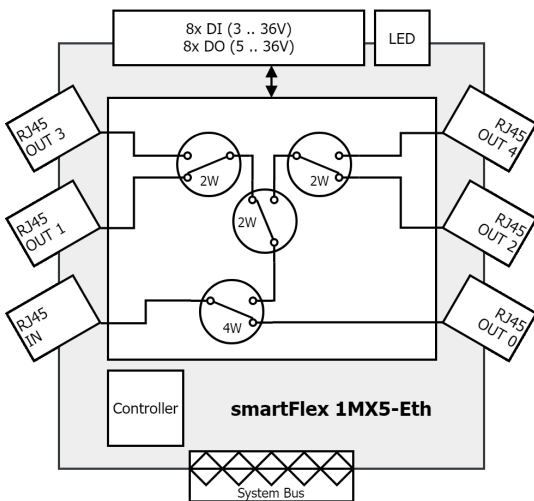 8x DI (3 .. 36V)
8x DO (5 .. 36V)
LED
RJ45
OUT 3
RJ45
OUT 4
2W
2W
RJ45
OUT 1
2W
RJ45
OUT 2
RJ45
IN
4W
RJ45
OUT 0
Controller
smartFlex 1MX5-Eth
System Bus